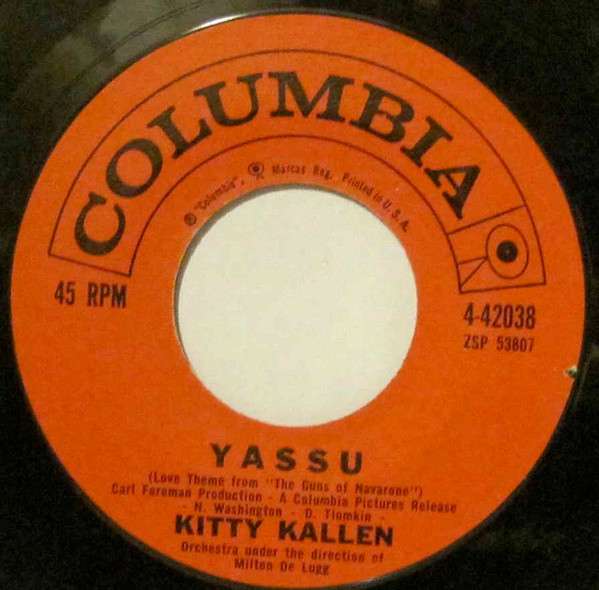 COLUMBIA
® "Columbia", Marcas Reg. Printed in U. S. A.
45 RPM
4-42038
ZSP 53807
YASSU
(Love Theme from "The Guns of Navarone")
Carl Foreman Production - A Columbia Pictures Release
- N. Washington - D. Tiomkin -
KITTY KALLEN
Orchestra under the direction of
Milton De Lugg